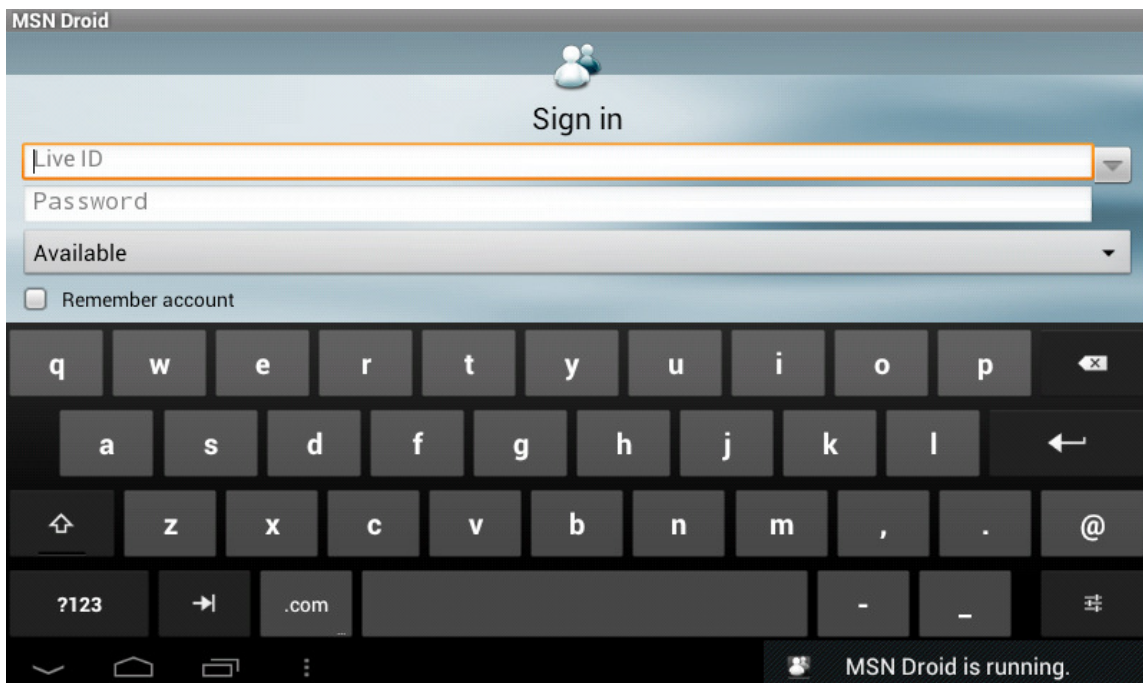 MSN Droid
Sign in
Live ID
Password
Available
Remember account
q w e r t y u i o p
a s d f g h j k l
z x c v b n m , . @
?123 .com - _
MSN Droid is running.